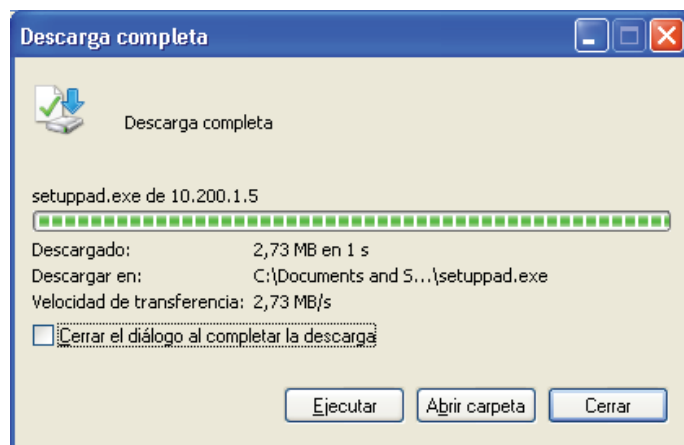 Descarga completa
Descarga completa
setuppad.exe de 10.200.1.5
Descargado: 2,73 MB en 1 s
Descargar en: C:\Documents and S...\setuppad.exe
Velocidad de transferencia: 2,73 MB/s
Cerrar el diálogo al completar la descarga
Ejecutar Abrir carpeta Cerrar